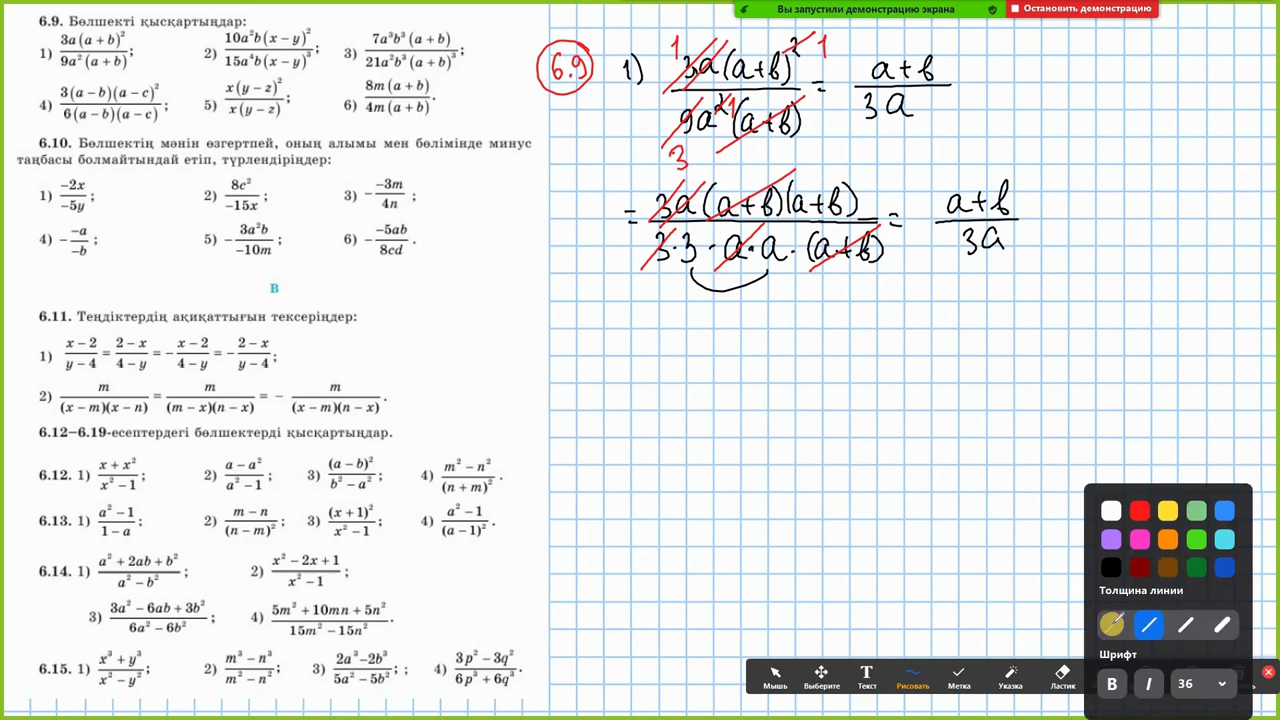 Вы запустили демонстрацию экрана
Остановить демонстрацию
6.9. Бөлшекті қысқартыңдар:
1) 3a(a+b)²/9a²(a+b); 2) 10a²b(x−y)²/15a⁴b(x−y)³; 3) 7a³b³(a+b)/21a²b³(a+b)³;
4) 3(a−b)(a−c)²/6(a−b)(a−c); 5) x(y−z)²/x(y−z); 6) 8m(a+b)/4m(a+b).
6.10. Бөлшектің мәнін өзгертпей, оның алымы мен бөлімінде минус
таңбасы болмайтындай етіп, түрлендіріңдер:
1) −2x/−5y; 2) 8c²/−15x; 3) − −3m/4n;
4) − −a/−b; 5) − 3a²b/−10m; 6) − −5ab/8cd.
В
6.11. Теңдіктердің ақиқаттығын тексеріңдер:
1) x−2/y−4 = 2−x/4−y = − x−2/4−y = − 2−x/y−4;
2) m/(x−m)(x−n) = m/(m−x)(n−x) = − m/(x−m)(n−x).
6.12–6.19-есептердегі бөлшектерді қысқартыңдар.
6.12. 1) x+x²/x²−1; 2) a−a²/a²−1; 3) (a−b)²/b²−a²; 4) m²−n²/(n+m)².
6.13. 1) a²−1/1−a; 2) m−n/(n−m)²; 3) (x+1)²/x²−1; 4) a²−1/(a−1)².
6.14. 1) a²+2ab+b²/a²−b²; 2) x²−2x+1/x²−1;
3) 3a²−6ab+3b²/6a²−6b²; 4) 5m²+10mn+5n²/15m²−15n².
6.15. 1) x³+y³/x²−y²; 2) m³−n³/m²−n²; 3) 2a³−2b³/5a²−5b²; ; 4) 3p²−3q²/6p³+6q³.
6.9 1) 3a(a+b)²/9a²(a+b) = a+b/3a
1 1
1
3
= 3a(a+b)(a+b)/3·3·a·a·(a+b) = a+b/3a
Толщина линии
Шрифт
B I 36
Мышь Выберите Текст Рисовать Метка Указка Ластик